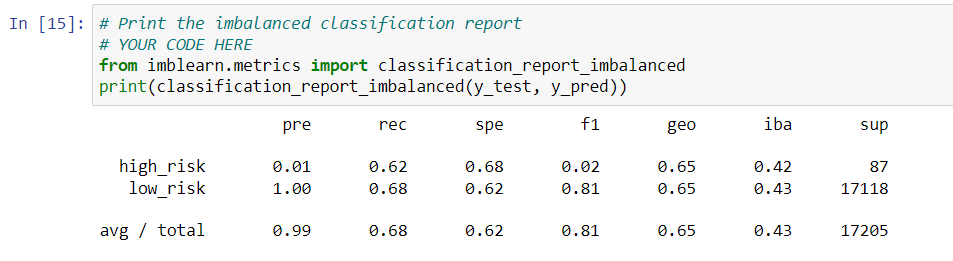 In [15]: # Print the imbalanced classification report
# YOUR CODE HERE
from imblearn.metrics import classification_report_imbalanced
print(classification_report_imbalanced(y_test, y_pred))
pre rec spe f1 geo iba sup
high_risk 0.01 0.62 0.68 0.02 0.65 0.42 87
low_risk 1.00 0.68 0.62 0.81 0.65 0.43 17118
avg / total 0.99 0.68 0.62 0.81 0.65 0.43 17205